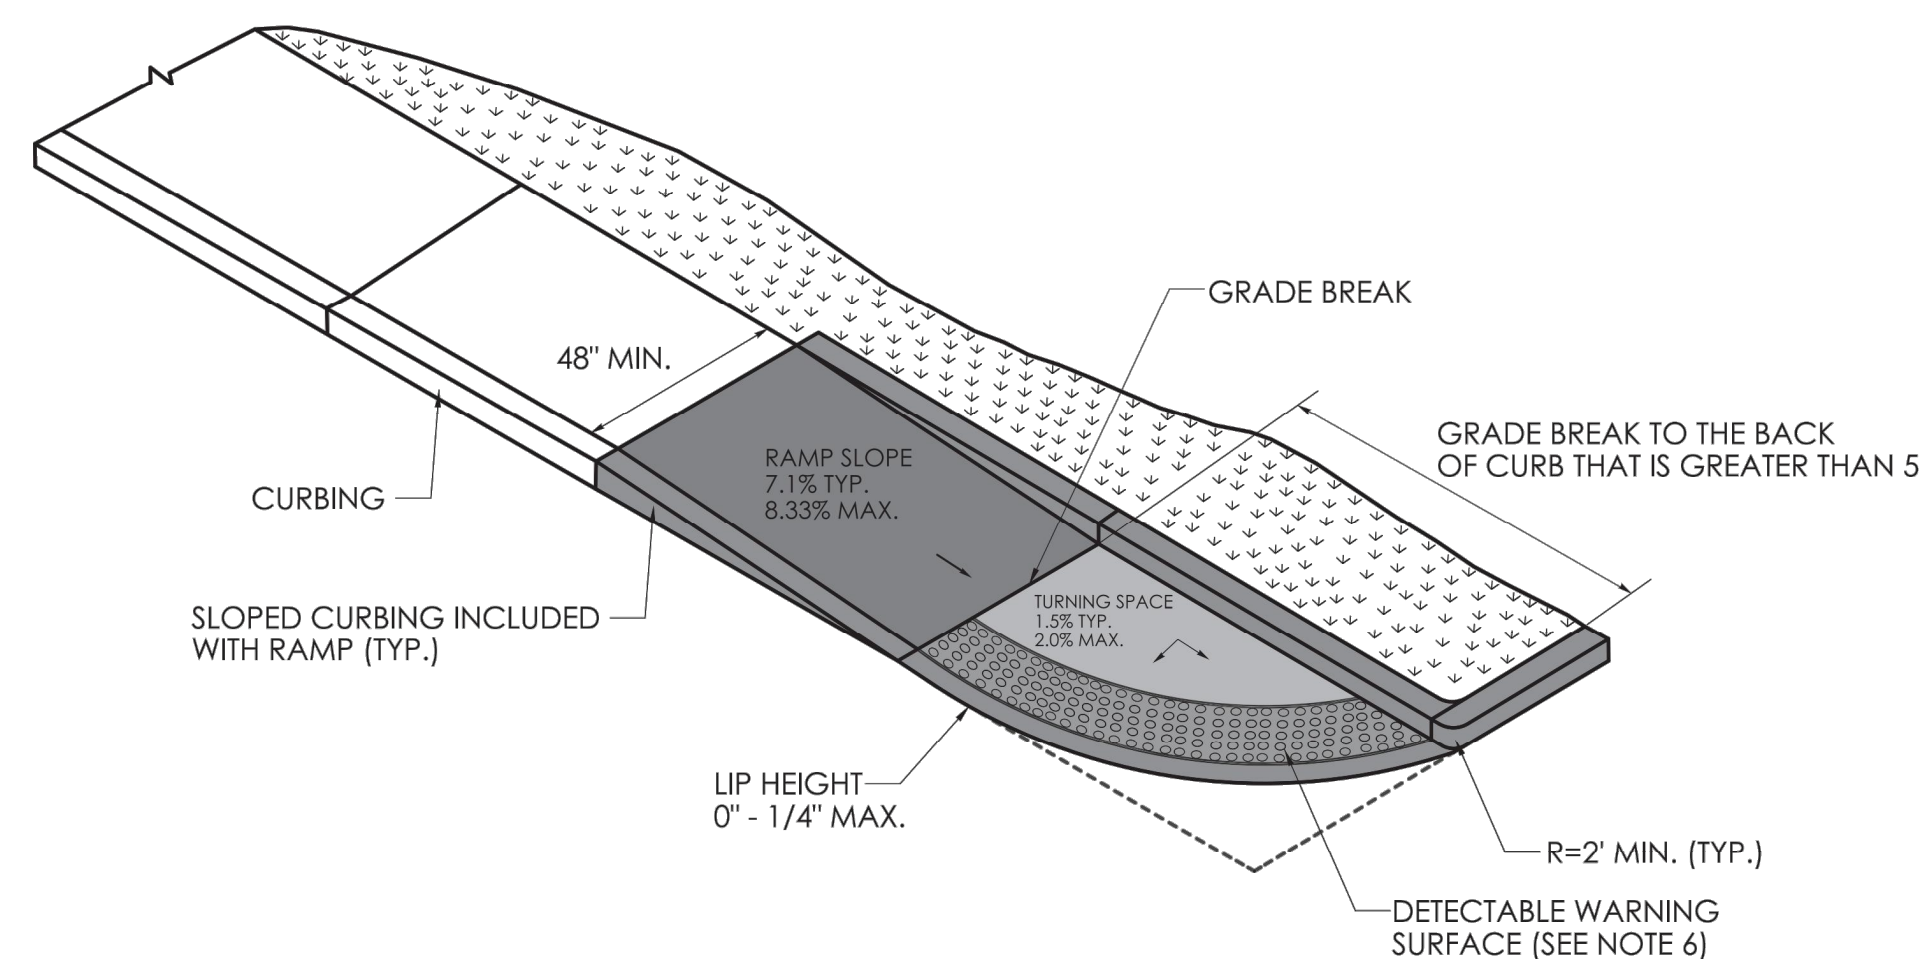 GRADE BREAK
48" MIN.
GRADE BREAK TO THE BACK
OF CURB THAT IS GREATER THAN 5
RAMP SLOPE
7.1% TYP.
8.33% MAX.
CURBING
TURNING SPACE
1.5% TYP.
2.0% MAX.
SLOPED CURBING INCLUDED
WITH RAMP (TYP.)
LIP HEIGHT
0" - 1/4" MAX.
R=2' MIN. (TYP.)
DETECTABLE WARNING
SURFACE (SEE NOTE 6)